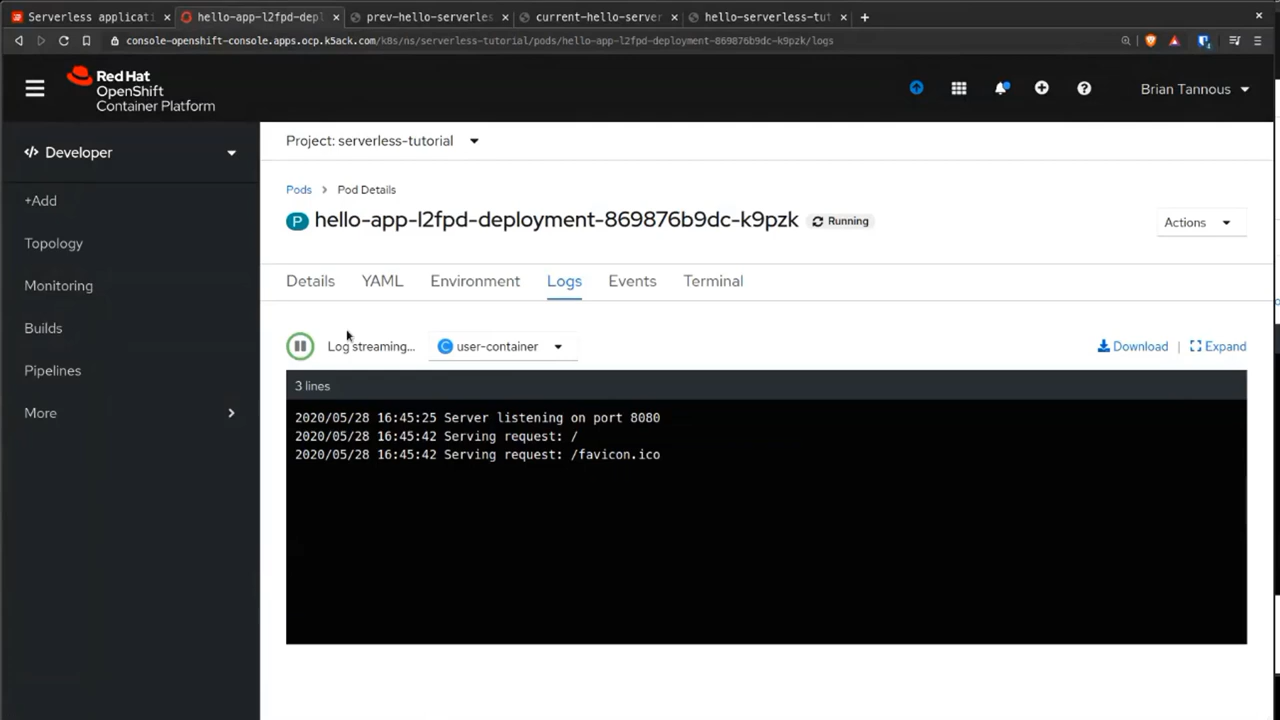 Serverless applicati
hello-app-l2fpd-depl
prev-hello-serverles
current-hello-server
hello-serverless-tut
console-openshift-console.apps.ocp.k5ack.com/k8s/ns/serverless-tutorial/pods/hello-app-l2fpd-deployment-869876b9dc-k9pzk/logs
Red Hat
OpenShift
Container Platform
Brian Tannous
</> Developer
+Add
Topology
Monitoring
Builds
Pipelines
More
Project: serverless-tutorial
Pods > Pod Details
P hello-app-l2fpd-deployment-869876b9dc-k9pzk Running
Actions
Details YAML Environment Logs Events Terminal
Log streaming... C user-container Download | Expand
3 lines
2020/05/28 16:45:25 Server listening on port 8080
2020/05/28 16:45:42 Serving request: /
2020/05/28 16:45:42 Serving request: /favicon.ico